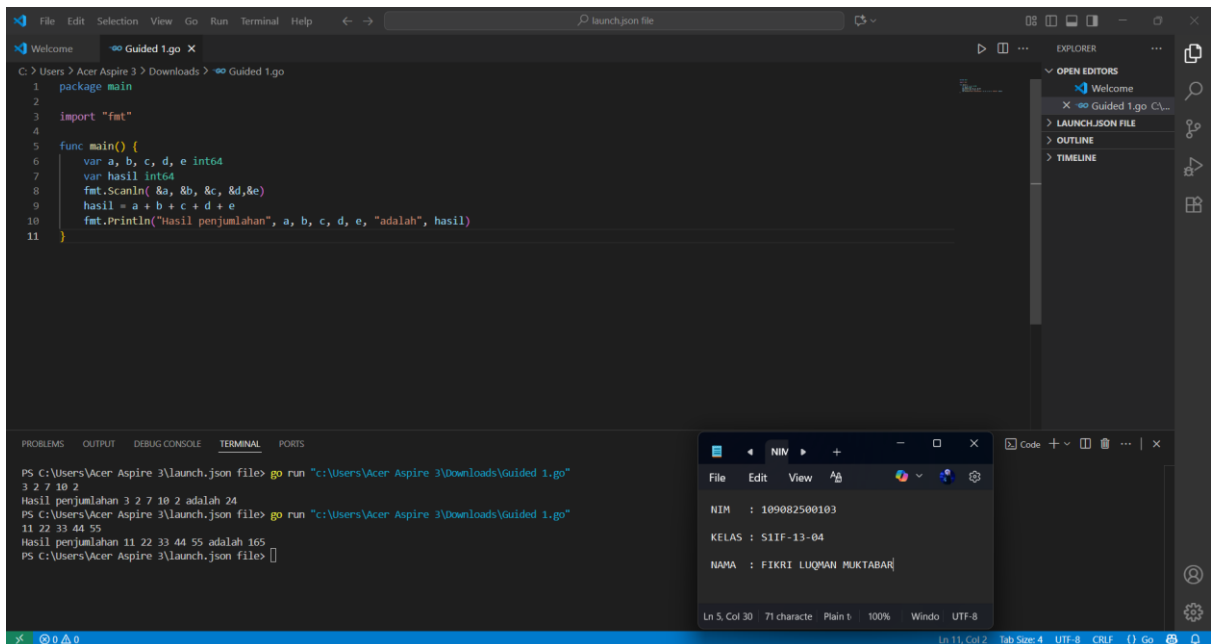 File Edit Selection View Go Run Terminal Help
launch.json file
Welcome
Guided 1.go
C: > Users > Acer Aspire 3 > Downloads > Guided 1.go
1 package main
2
3 import "fmt"
4
5 func main() {
6 var a, b, c, d, e int64
7 var hasil int64
8 fmt.Scanln( &a, &b, &c, &d,&e)
9 hasil = a + b + c + d + e
10 fmt.Println("Hasil penjumlahan", a, b, c, d, e, "adalah", hasil)
11 }
EXPLORER
OPEN EDITORS
Welcome
Guided 1.go C:\...
LAUNCH.JSON FILE
OUTLINE
TIMELINE
PROBLEMS OUTPUT DEBUG CONSOLE TERMINAL PORTS
Code
PS C:\Users\Acer Aspire 3\launch.json file> go run "c:\Users\Acer Aspire 3\Downloads\Guided 1.go"
3 2 7 10 2
Hasil penjumlahan 3 2 7 10 2 adalah 24
PS C:\Users\Acer Aspire 3\launch.json file> go run "c:\Users\Acer Aspire 3\Downloads\Guided 1.go"
11 22 33 44 55
Hasil penjumlahan 11 22 33 44 55 adalah 165
PS C:\Users\Acer Aspire 3\launch.json file>
NIM
File Edit View
NIM : 109082500103
KELAS : S1IF-13-04
NAMA : FIKRI LUQMAN MUKTABAR
Ln 5, Col 30 71 characte Plain t 100% Windo UTF-8
0 0
Ln 11, Col 2 Tab Size: 4 UTF-8 CRLF {} Go